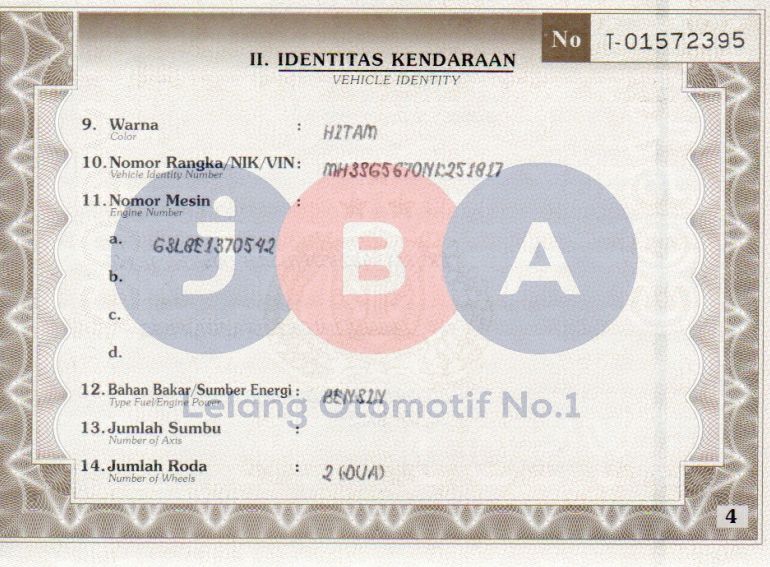 No T-01572395
II. IDENTITAS KENDARAAN
VEHICLE IDENTITY
9. Warna : HITAM
Color
10. Nomor Rangka/NIK/VIN: MH3SG5670NK251817
Vehicle Identity Number
11. Nomor Mesin :
Engine Number
a. G3L8E1370542
b.
c.
d.
jBA
12. Bahan Bakar/Sumber Energi : BENSIN
Type Fuel/Engine Power
Lelang Otomotif No.1
13. Jumlah Sumbu :
Number of Axis
14. Jumlah Roda : 2 (DUA)
Number of Wheels
4